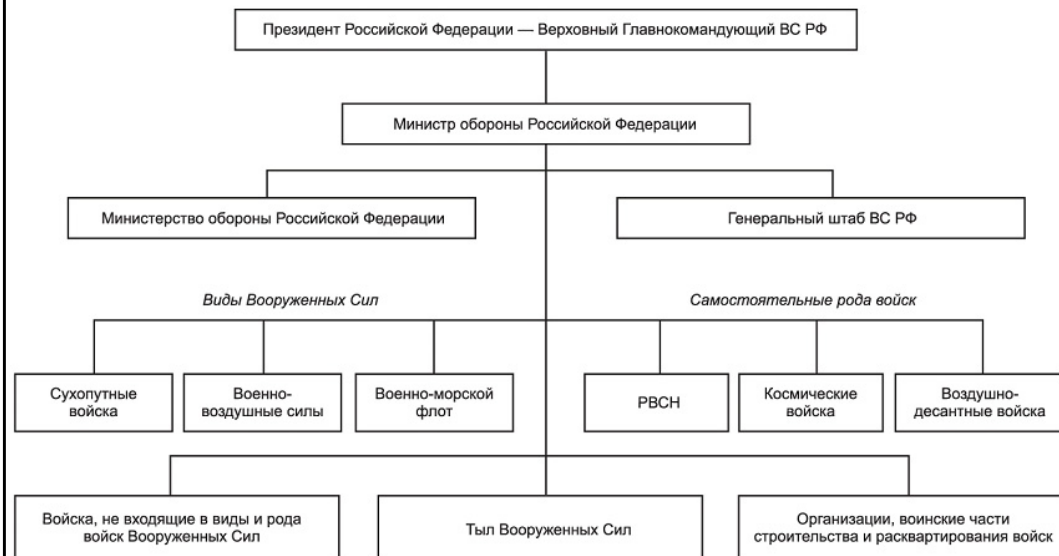 Президент Российской Федерации — Верховный Главнокомандующий ВС РФ
Министр обороны Российской Федерации
Министерство обороны Российской Федерации
Генеральный штаб ВС РФ
Виды Вооруженных Сил
Самостоятельные рода войск
Сухопутные
войска
Военно-
воздушные силы
Военно-морской
флот
РВСН
Космические
войска
Воздушно-
десантные войска
Войска, не входящие в виды и рода
войск Вооруженных Сил
Тыл Вооруженных Сил
Организации, воинские части
строительства и расквартирования войск